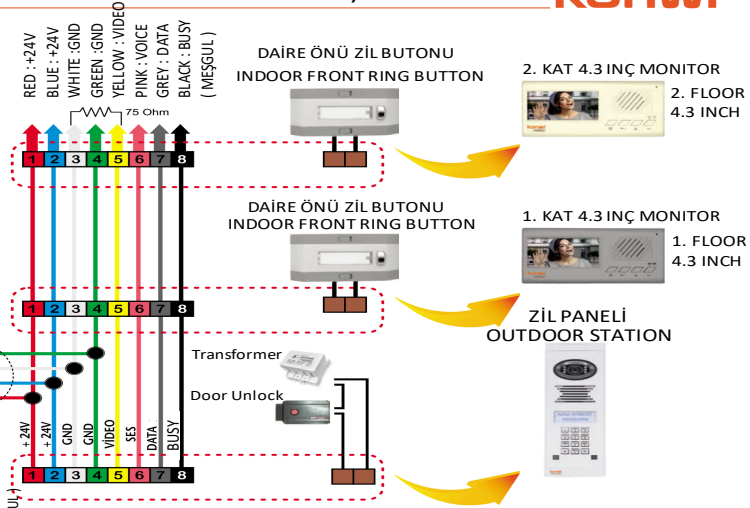 RED : +24V
BLUE : +24V
WHITE :GND
GREEN :GND
YELLOW : VIDEO
PINK : VOICE
GREY : DATA
BLACK : BUSY
( MEŞGUL )
75 Ohm
1 2 3 4 5 6 7 8
DAİRE ÖNÜ ZİL BUTONU
INDOOR FRONT RING BUTTON
2. KAT 4.3 INÇ MONITOR
2. FLOOR
4.3 INCH
DAİRE ÖNÜ ZİL BUTONU
INDOOR FRONT RING BUTTON
1. KAT 4.3 INÇ MONITOR
1. FLOOR
4.3 INCH
1 2 3 4 5 6 7 8
ZİL PANELİ
OUTDOOR STATION
Transformer
Door Unlock
+ 24V
+ 24V
GND
GND
VİDEO
SES
DATA
BUSY
1 2 3 4 5 6 7 8
UL )